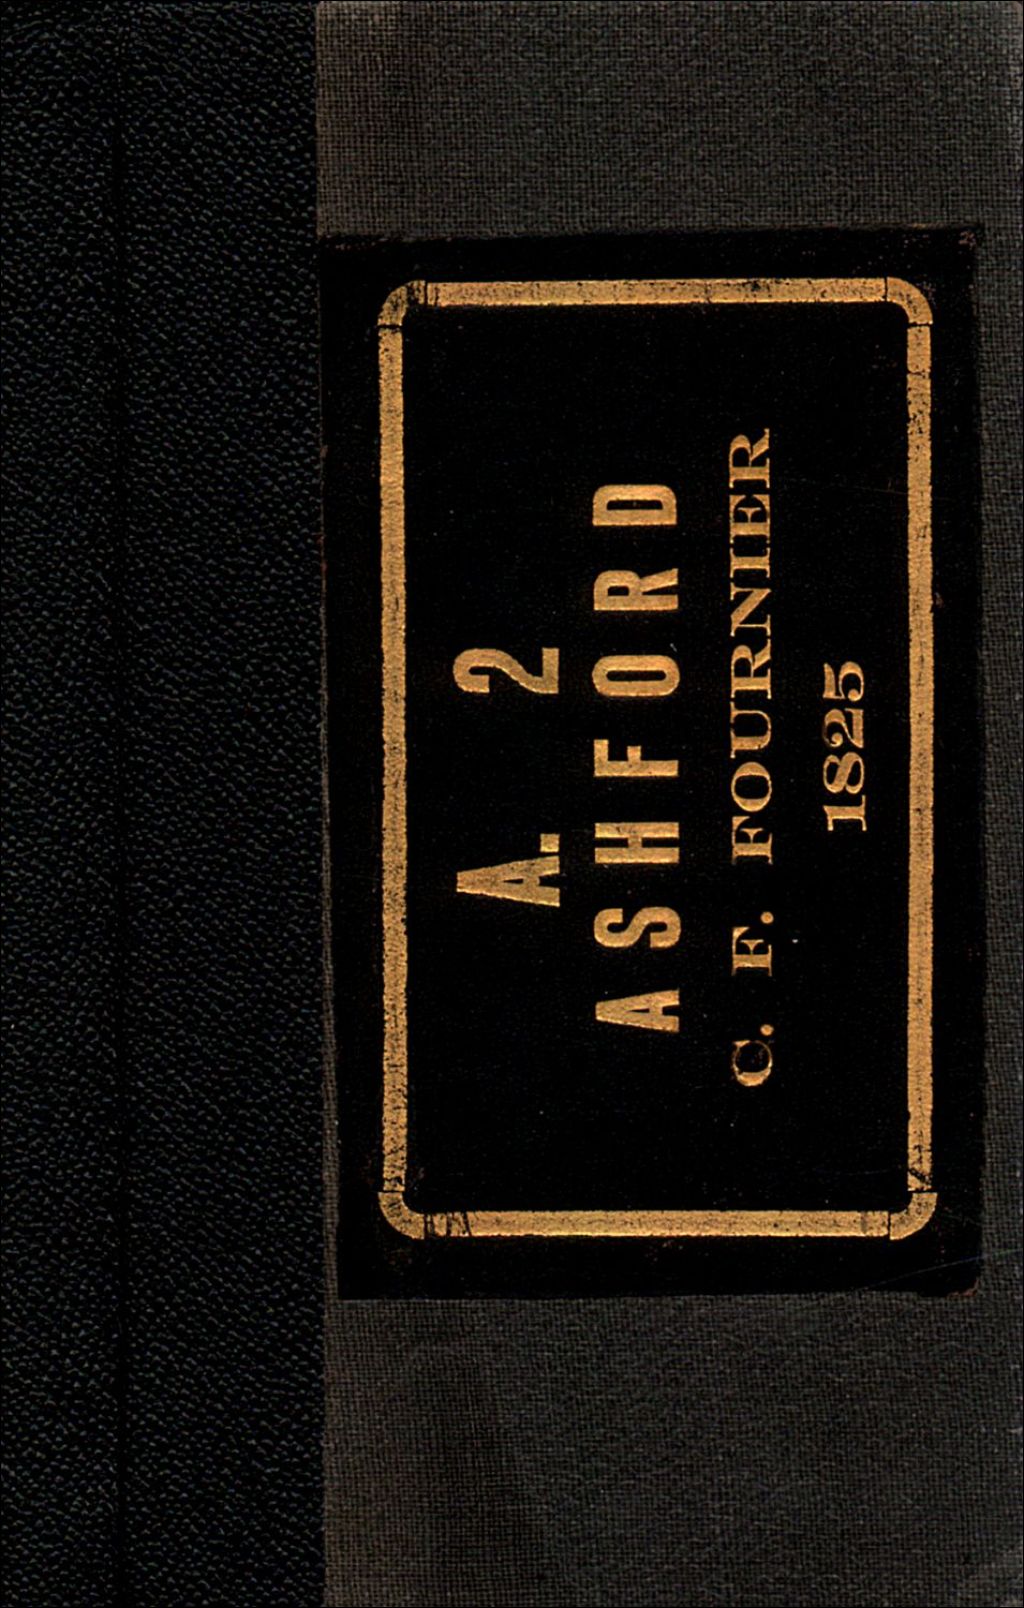 A. 2
ASHFORD
C. F. FOURNIER
1825